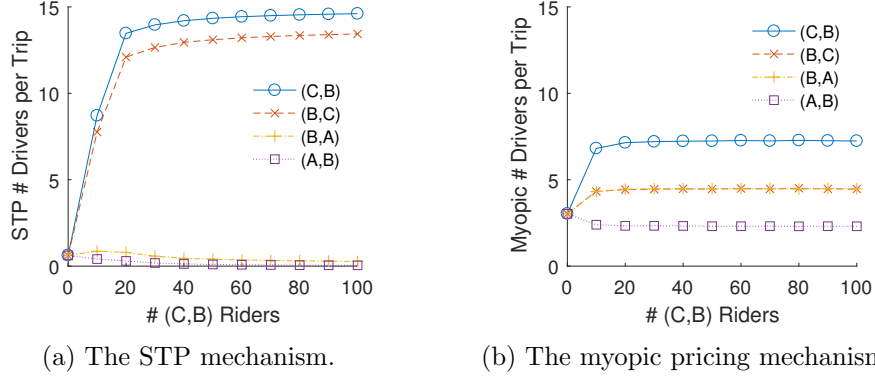 15
10
5
0
STP # Drivers per Trip
(C,B)
(B,C)
(B,A)
(A,B)
0 20 40 60 80 100
# (C,B) Riders
(a) The STP mechanism.
15
10
5
0
Myopic # Drivers per Trip
(C,B)
(B,C)
(B,A)
(A,B)
0 20 40 60 80 100
# (C,B) Riders
(b) The myopic pricing mechanism